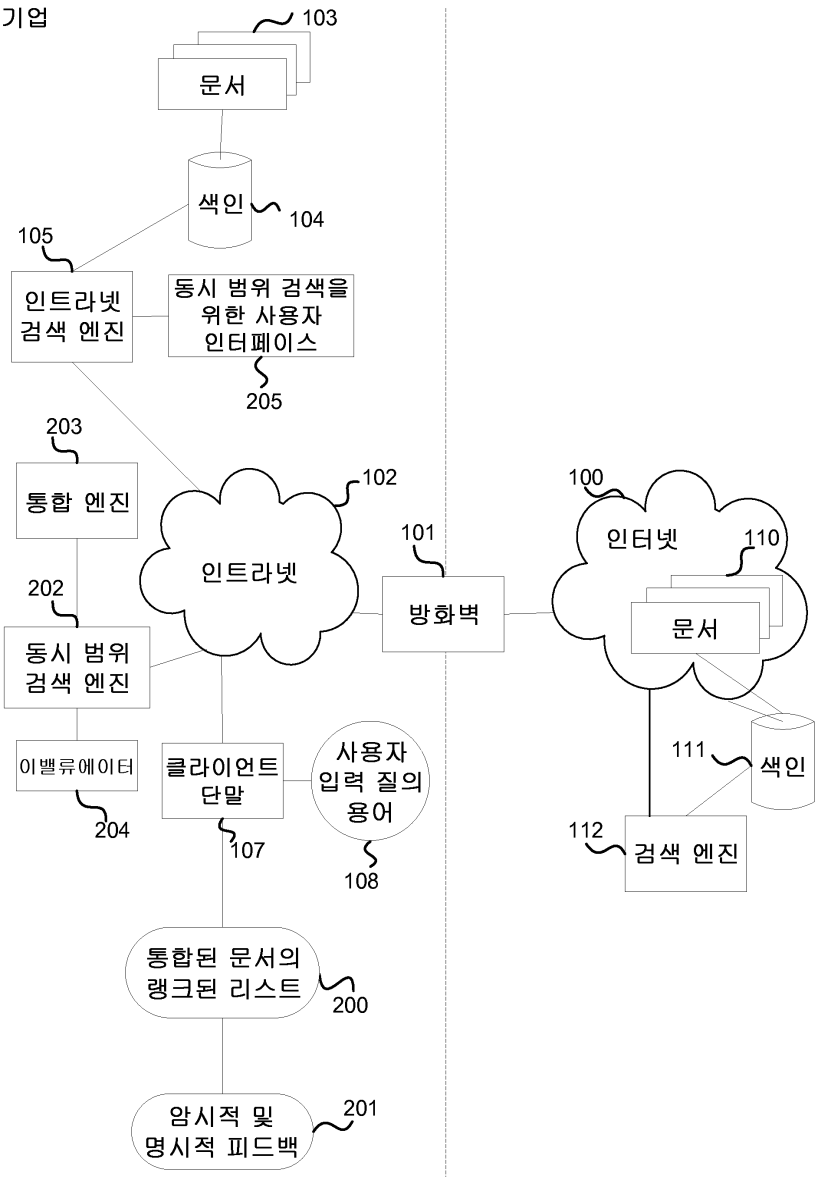 기업
103
문서
색인
104
105
인트라넷
검색 엔진
동시 범위 검색을
위한 사용자
인터페이스
205
203
통합 엔진
102
인트라넷
101
방화벽
100
인터넷
110
문서
202
동시 범위
검색 엔진
이밸류에이터
204
클라이언트
단말
107
사용자
입력 질의
용어
108
111
색인
112
검색 엔진
통합된 문서의
랭크된 리스트
200
암시적 및
명시적 피드백
201